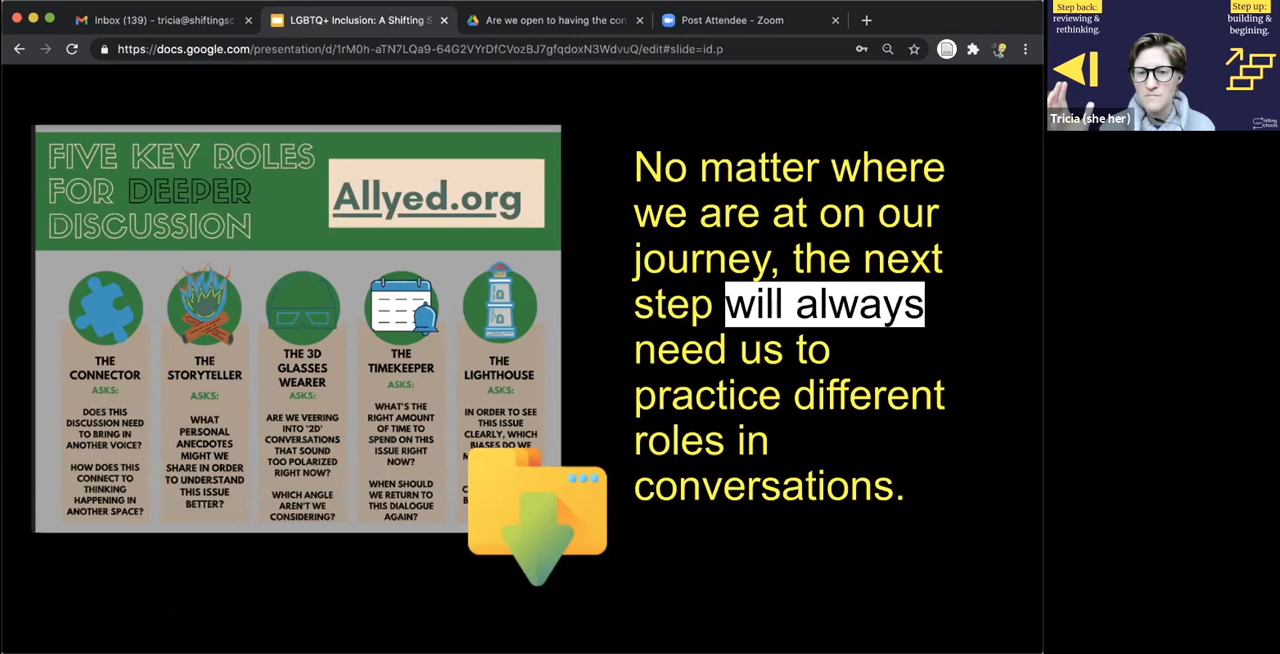 Inbox (139) - tricia@shiftingsc
LGBTQ+ Inclusion: A Shifting S
Are we open to having the con
Post Attendee - Zoom
https://docs.google.com/presentation/d/1rM0h-aTN7LQa9-64G2VYrDfCVozBJ7gfqdoxN3WdvuQ/edit#slide=id.p
Step back:
reviewing &
rethinking.
Step up:
building &
begining.
Tricia (she her)
Shifting
Schools
FIVE KEY ROLES
FOR DEEPER
DISCUSSION
Allyed.org
THE
CONNECTOR
ASKS:
DOES THIS
DISCUSSION NEED
TO BRING IN
ANOTHER VOICE?
HOW DOES THIS
CONNECT TO
THINKING
HAPPENING IN
ANOTHER SPACE?
THE
STORYTELLER
ASKS:
WHAT
PERSONAL
ANECDOTES
MIGHT WE
SHARE IN ORDER
TO UNDERSTAND
THIS ISSUE
BETTER?
THE 3D
GLASSES
WEARER
ASKS:
ARE WE VEERING
INTO '2D'
CONVERSATIONS
THAT SOUND
TOO POLARIZED
RIGHT NOW?
WHICH ANGLE
AREN'T WE
CONSIDERING?
THE
TIMEKEEPER
ASKS:
WHAT'S THE
RIGHT AMOUNT
OF TIME TO
SPEND ON THIS
ISSUE RIGHT
NOW?
WHEN SHOULD
WE RETURN TO
THIS DIALOGUE
AGAIN?
THE
LIGHTHOUSE
ASKS:
IN ORDER TO SEE
THIS ISSUE
CLEARLY, WHICH
BIASES DO WE
No matter where
we are at on our
journey, the next
step will always
need us to
practice different
roles in
conversations.